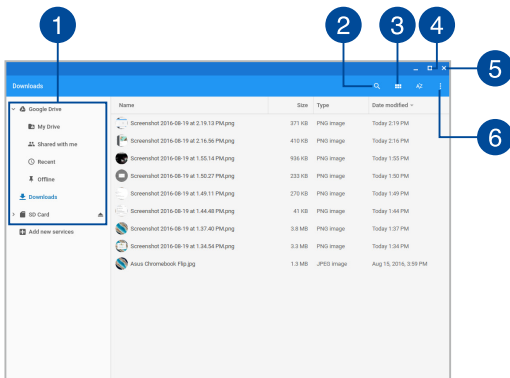 1 2 3 4
5
Downloads
Google Drive Name Size Type Date modified
My Drive Screenshot 2016-08-19 at 2.19.13 PM.png 371 KB PNG image Today 2:19 PM
6
Shared with me Screenshot 2016-08-19 at 2.16.56 PM.png 410 KB PNG image Today 2:16 PM
Recent Screenshot 2016-08-19 at 1.55.14 PM.png 936 KB PNG image Today 1:55 PM
Offline Screenshot 2016-08-19 at 1.50.27 PM.png 233 KB PNG image Today 1:50 PM
Downloads Screenshot 2016-08-19 at 1.49.11 PM.png 270 KB PNG image Today 1:49 PM
SD Card Screenshot 2016-08-19 at 1.44.48 PM.png 41 KB PNG image Today 1:44 PM
Add new services Screenshot 2016-08-19 at 1.37.40 PM.png 3.8 MB PNG image Today 1:37 PM
Screenshot 2016-08-19 at 1.34.54 PM.png 3.3 MB PNG image Today 1:34 PM
Asus Chromebook Flip.jpg 1.3 MB JPEG image Aug 15, 2016, 3:59 PM